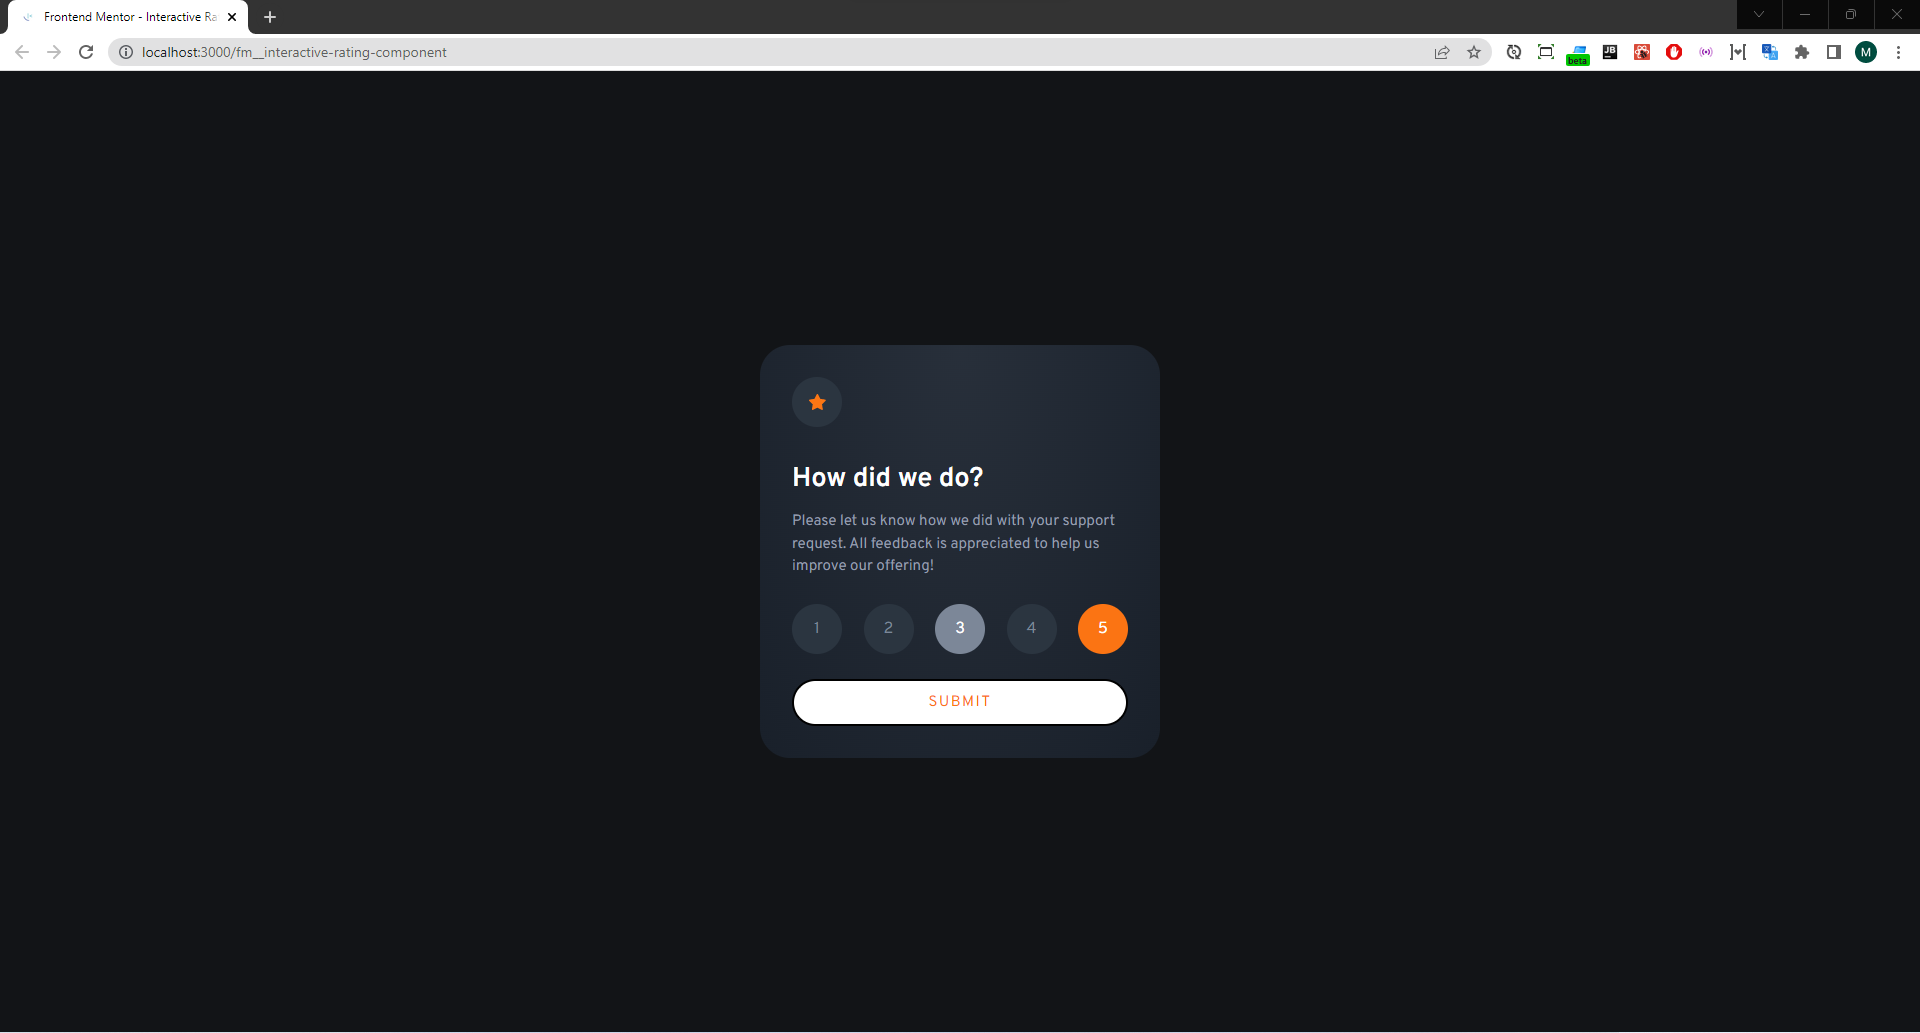 Frontend Mentor - Interactive Ra
localhost:3000/fm__interactive-rating-component
beta
JB
M
How did we do?
Please let us know how we did with your support
request. All feedback is appreciated to help us
improve our offering!
1 2 3 4 5
SUBMIT